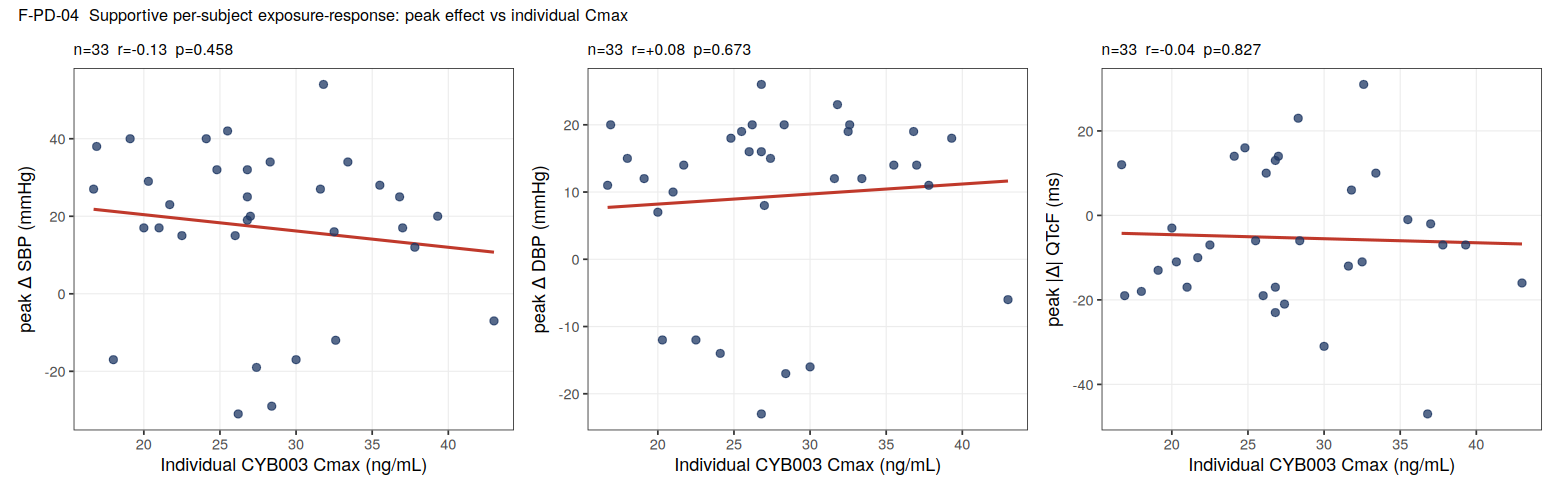 F-PD-04 Supportive per-subject exposure-response: peak effect vs individual Cmax
n=33 r=-0.13 p=0.458
peak Δ SBP (mmHg)
40
20
0
-20
20 25 30 35 40
Individual CYB003 Cmax (ng/mL)
n=33 r=+0.08 p=0.673
peak Δ DBP (mmHg)
20
10
0
-10
-20
20 25 30 35 40
Individual CYB003 Cmax (ng/mL)
n=33 r=-0.04 p=0.827
peak |Δ| QTcF (ms)
20
0
-20
-40
20 25 30 35 40
Individual CYB003 Cmax (ng/mL)